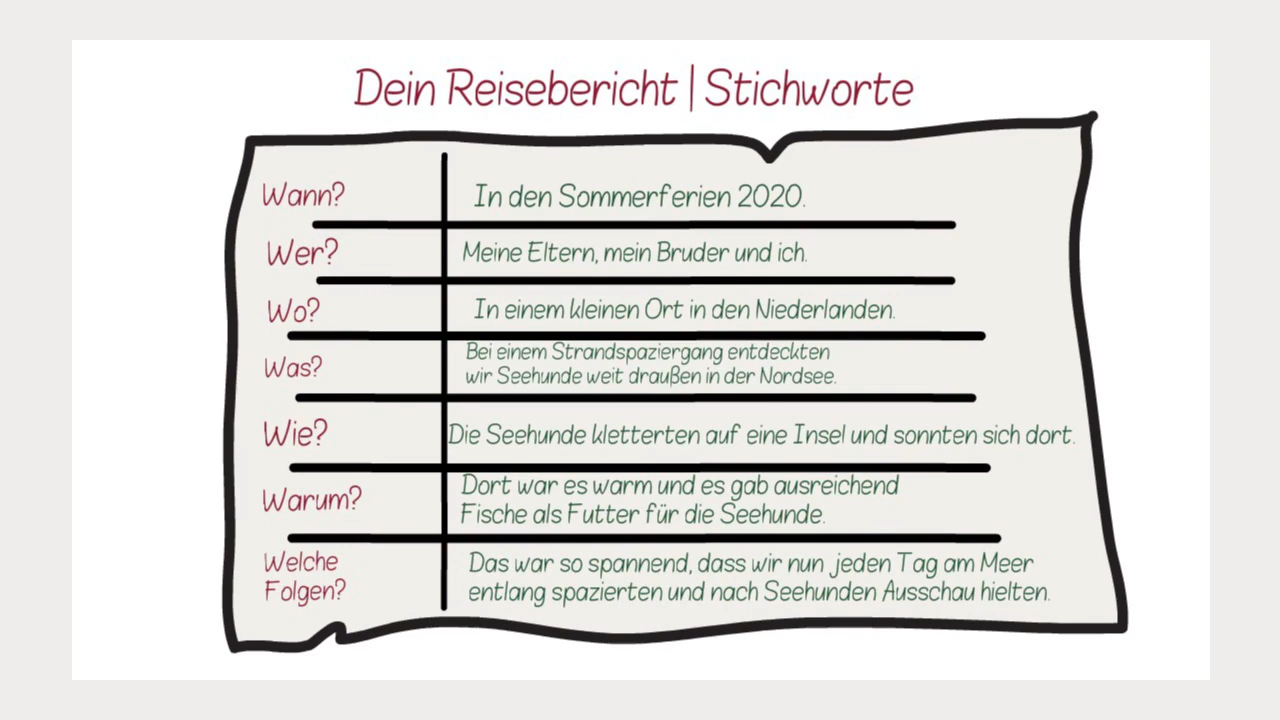 Dein Reisebericht | Stichworte
Wann?
In den Sommerferien 2020.
Wer?
Meine Eltern, mein Bruder und ich.
Wo?
In einem kleinen Ort in den Niederlanden.
Was?
Bei einem Strandspaziergang entdeckten
wir Seehunde weit draußen in der Nordsee.
Wie?
Die Seehunde kletterten auf eine Insel und sonnten sich dort.
Warum?
Dort war es warm und es gab ausreichend
Fische als Futter für die Seehunde.
Welche
Folgen?
Das war so spannend, dass wir nun jeden Tag am Meer
entlang spazierten und nach Seehunden Ausschau hielten.